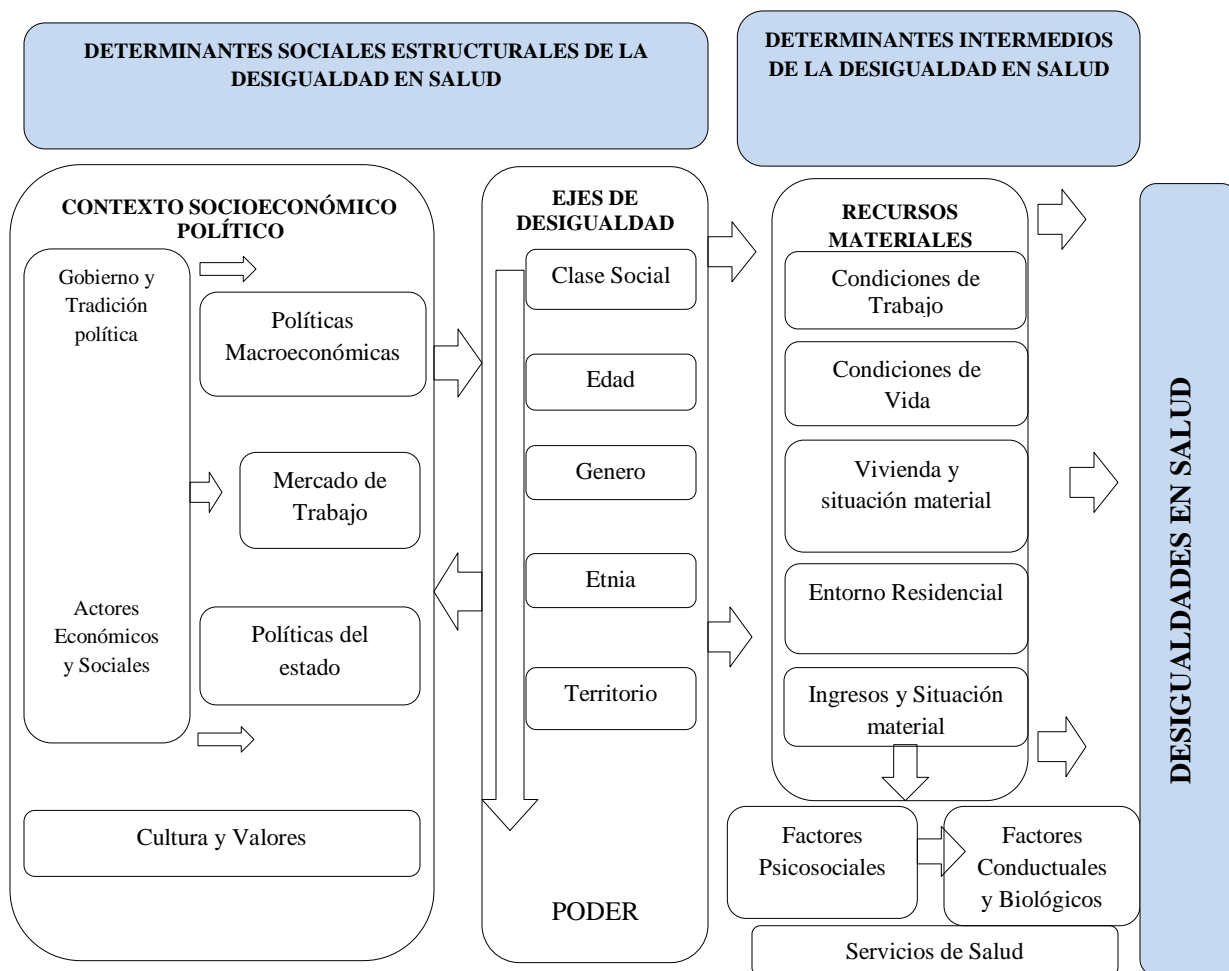 DETERMINANTES SOCIALES ESTRUCTURALES DE LA
DESIGUALDAD EN SALUD
DETERMINANTES INTERMEDIOS
DE LA DESIGUALDAD EN SALUD
CONTEXTO SOCIOECONÓMICO
POLÍTICO
Gobierno y
Tradición
política
Actores
Económicos
y Sociales
Políticas
Macroeconómicas
Mercado de
Trabajo
Políticas del
estado
Cultura y Valores
EJES DE
DESIGUALDAD
Clase Social
Edad
Genero
Etnia
Territorio
PODER
RECURSOS
MATERIALES
Condiciones de
Trabajo
Condiciones de
Vida
Vivienda y
situación material
Entorno Residencial
Ingresos y Situación
material
Factores
Psicosociales
Factores
Conductuales
y Biológicos
Servicios de Salud
DESIGUALDADES EN SALUD